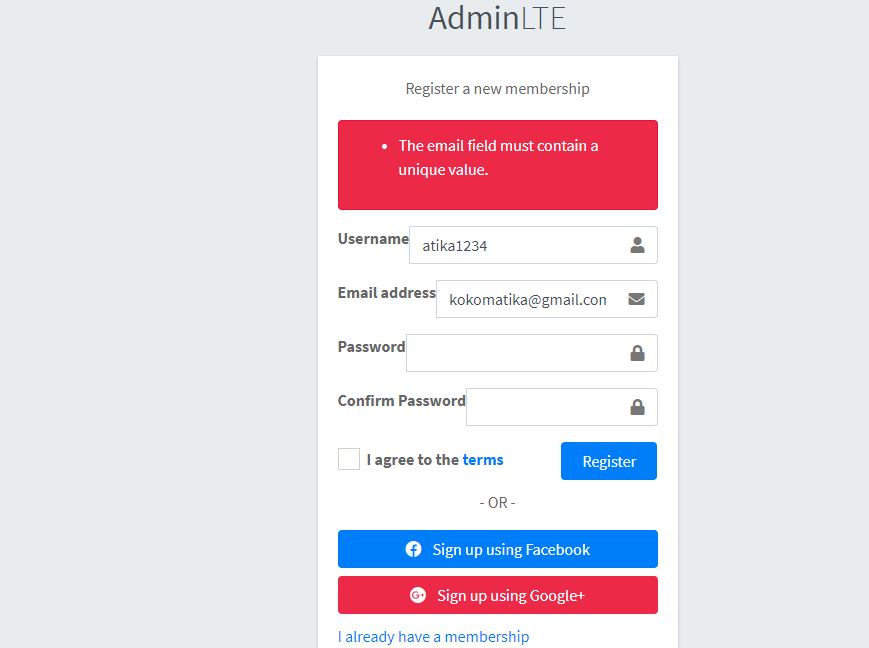 AdminLTE
Register a new membership
The email field must contain a
unique value.
Username atika1234
Email address kokomatika@gmail.con
Password
Confirm Password
I agree to the terms Register
- OR -
Sign up using Facebook
Sign up using Google+
I already have a membership